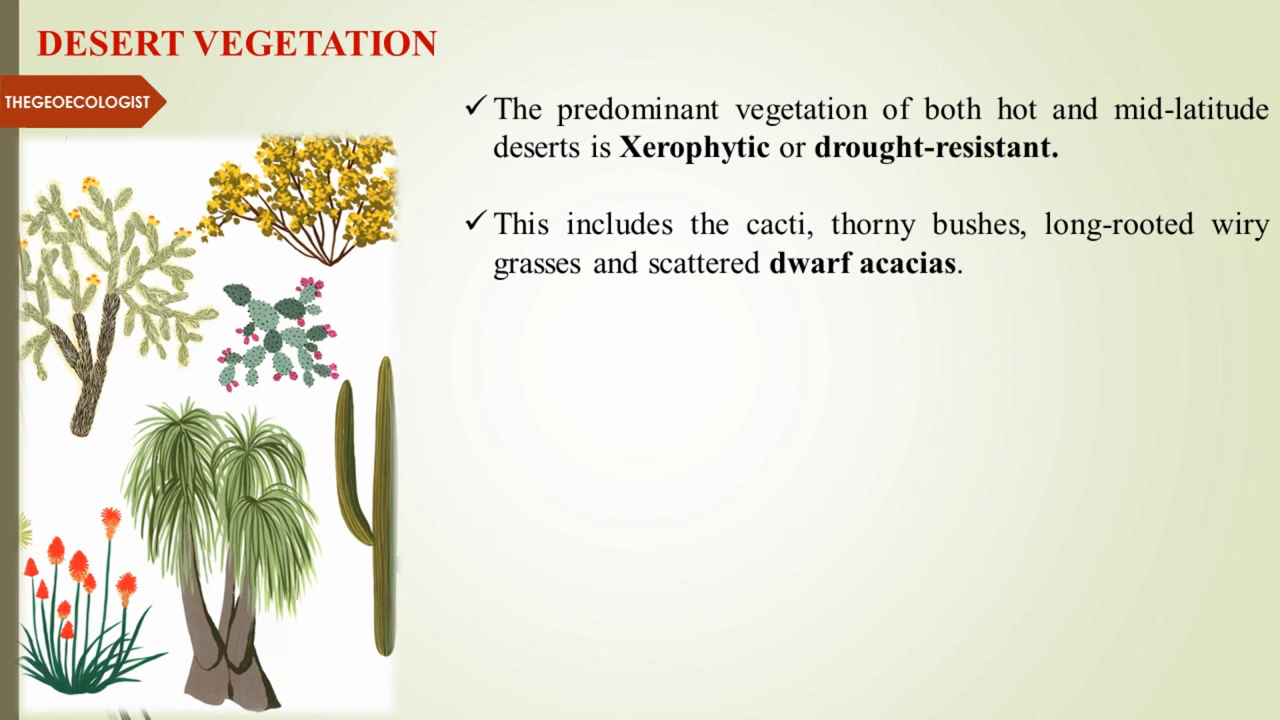 DESERT VEGETATION
THEGEOECOLOGIST
✓ The predominant vegetation of both hot and mid-latitude
deserts is Xerophytic or drought-resistant.
✓ This includes the cacti, thorny bushes, long-rooted wiry
grasses and scattered dwarf acacias.